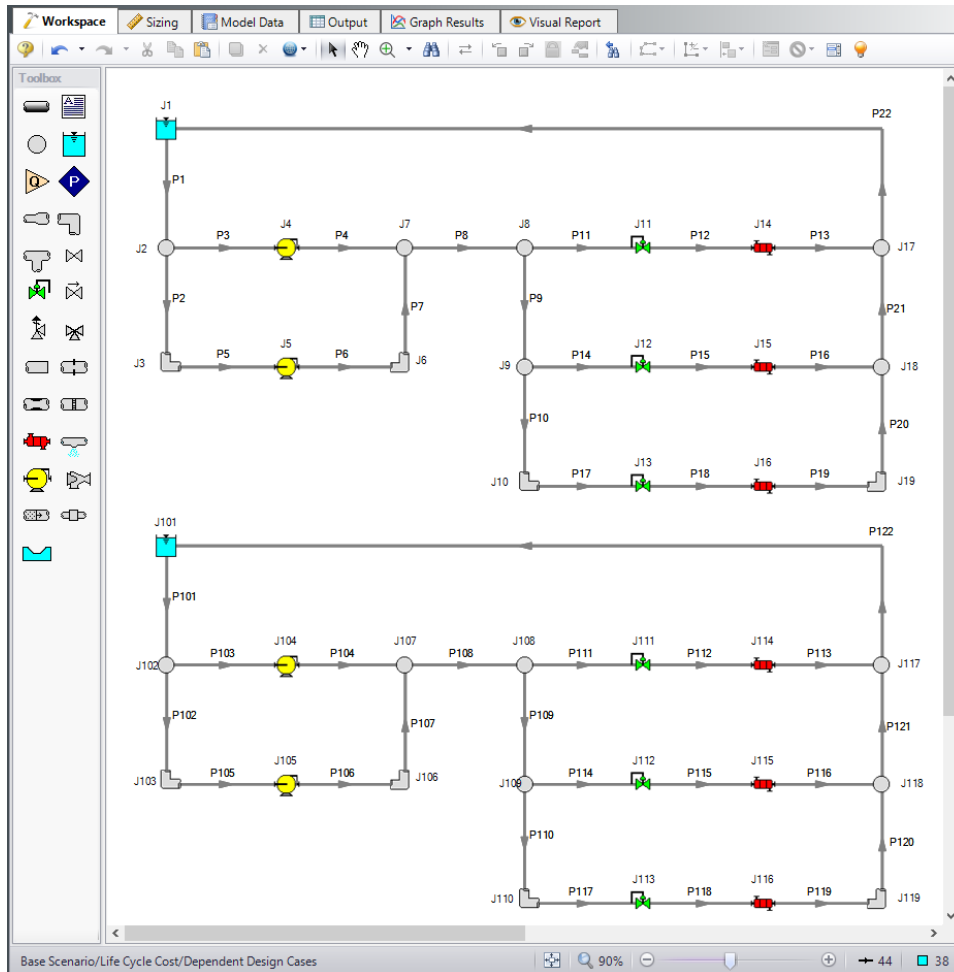 Workspace Sizing Model Data Output Graph Results Visual Report
Toolbox
A
Q P
J1
P22
P1
J2 P3 J4 P4 J7 P8 J8 P11 J11 P12 J14 P13 J17
P2 P7 P9 P21
J3 P5 J5 P6 J6 J9 P14 J12 P15 J15 P16 J18
P10 P20
J10 P17 J13 P18 J16 P19 J19
J101
P122
P101
J102 P103 J104 P104 J107 P108 J108 P111 J111 P112 J114 P113 J117
P102 P107 P109 P121
J103 P105 J105 P106 J106 J109 P114 J112 P115 J115 P116 J118
P110 P120
J110 P117 J113 P118 J116 P119 J119
Base Scenario/Life Cycle Cost/Dependent Design Cases 90% 44 38